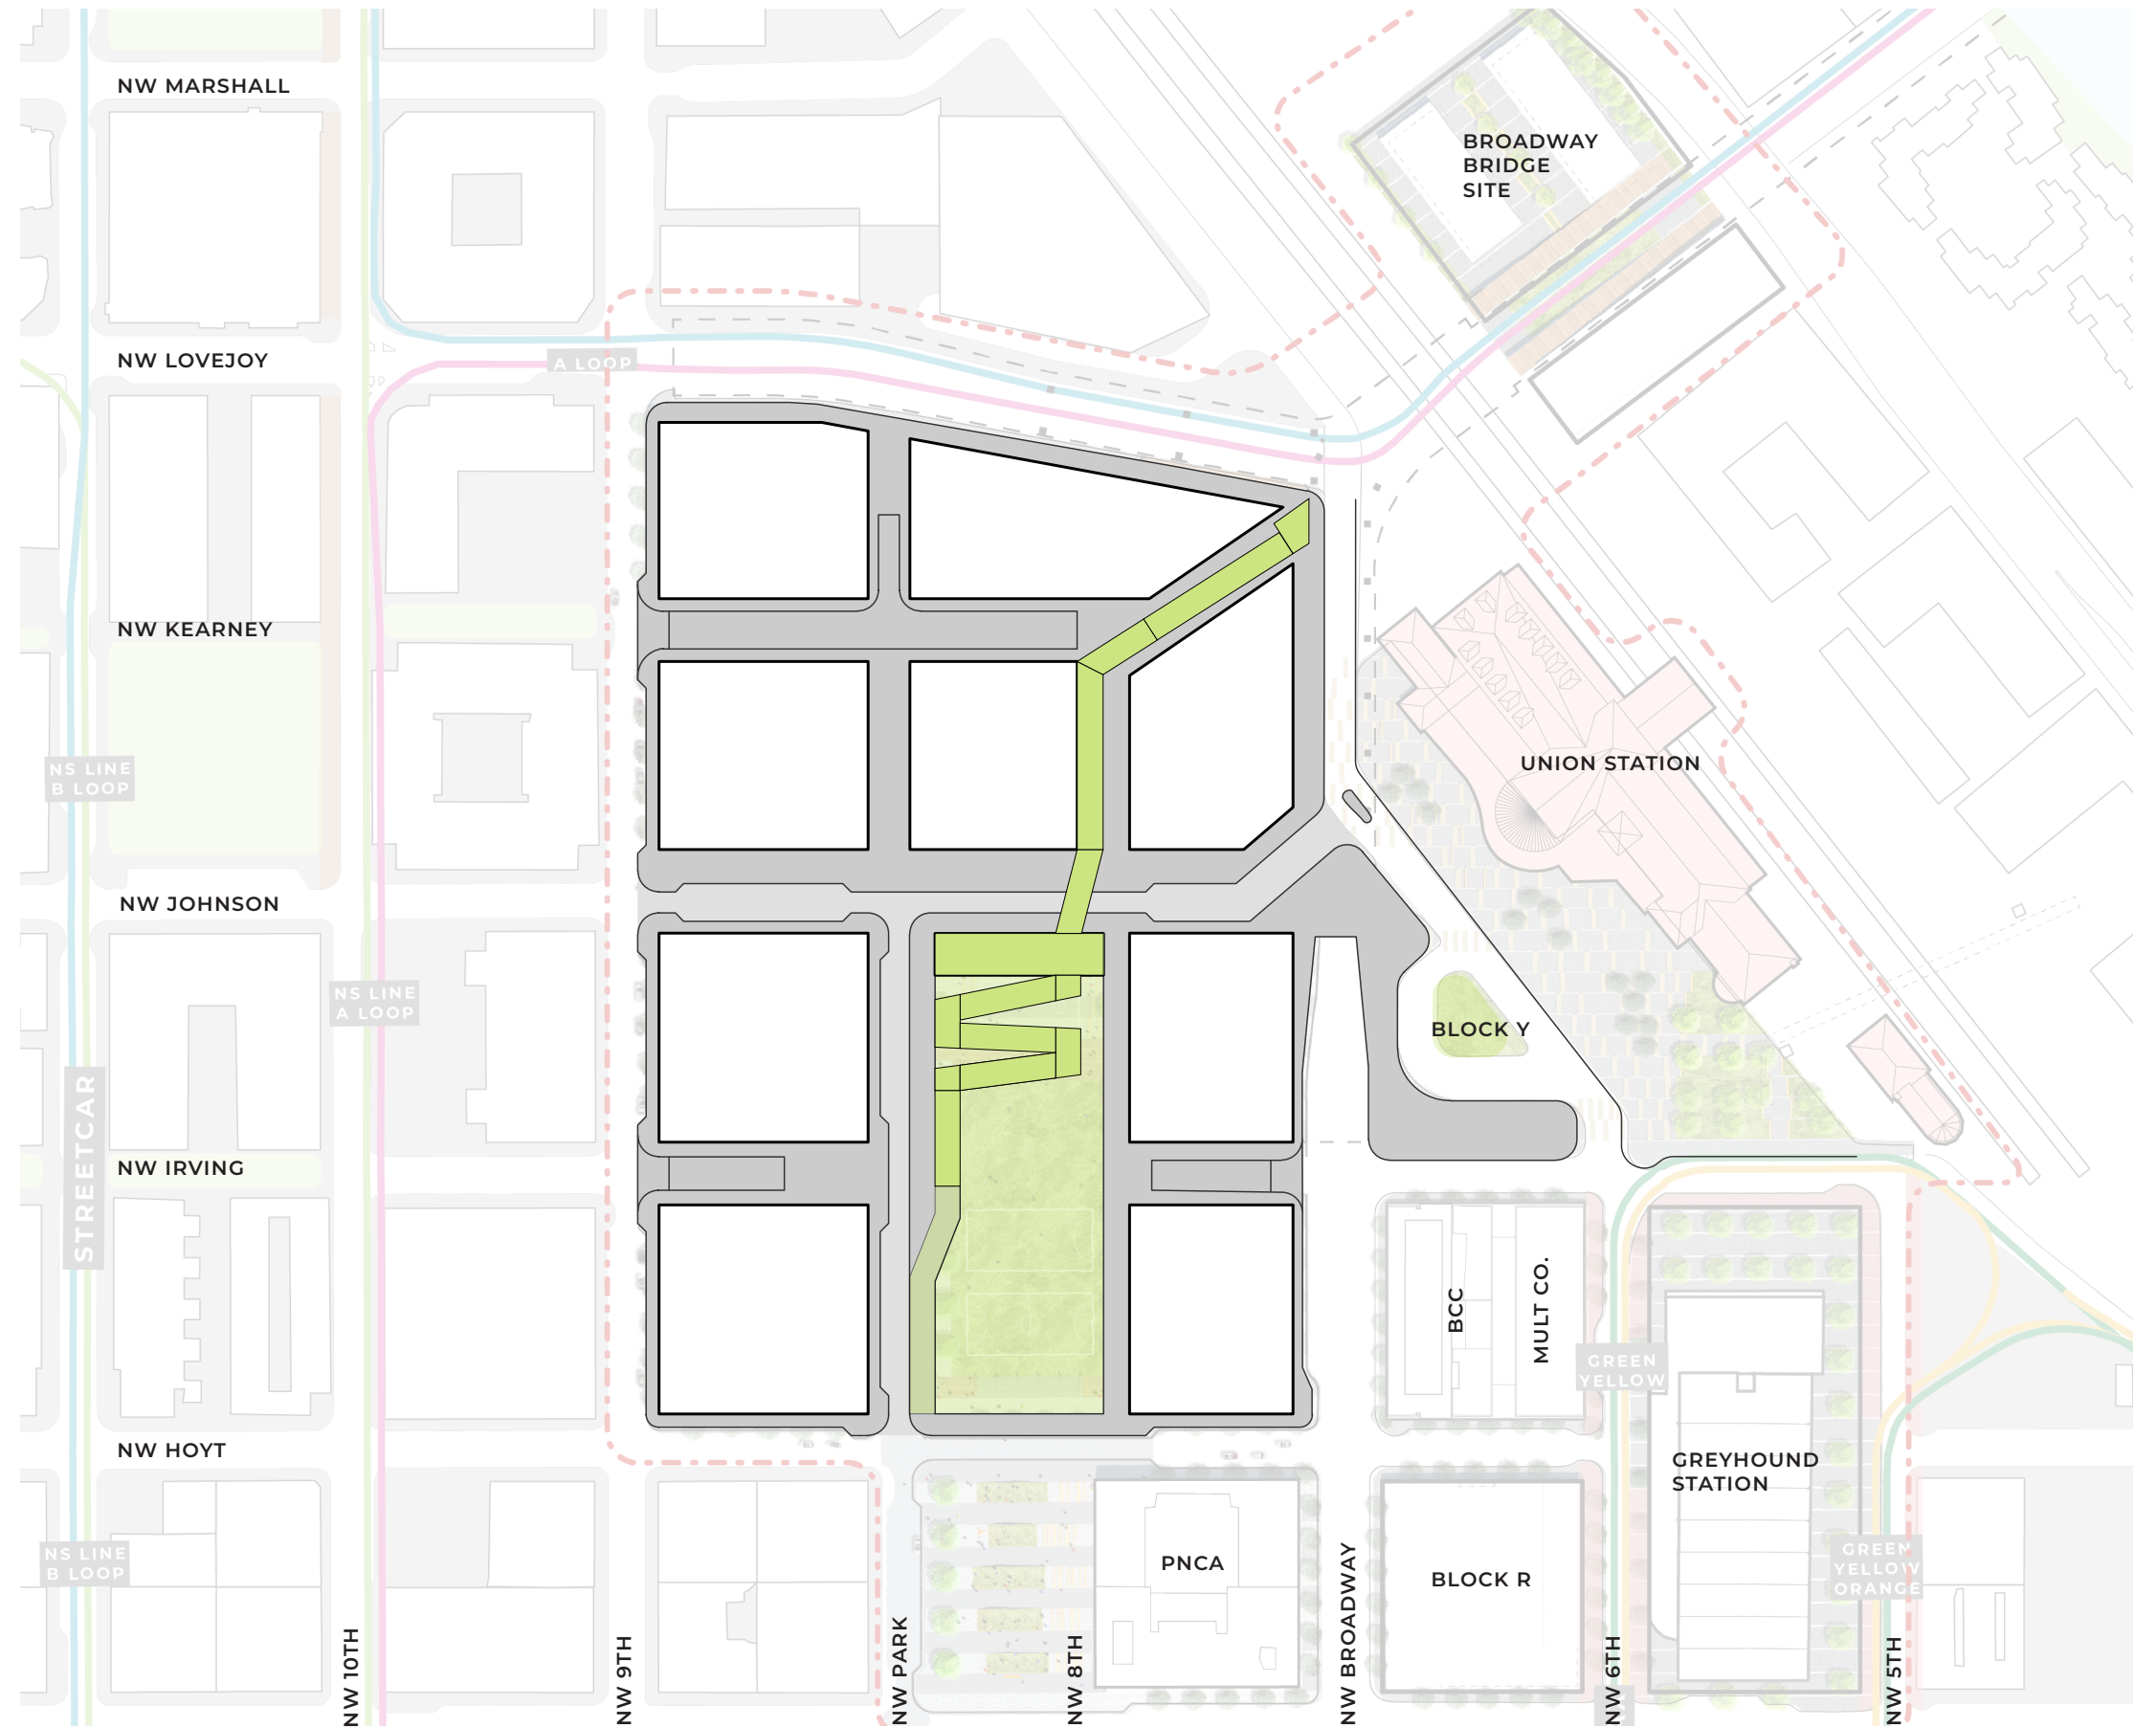 NW MARSHALL
BROADWAY
BRIDGE
SITE
NW LOVEJOY
A LOOP
NW KEARNEY
NS LINE
B LOOP
UNION STATION
NW JOHNSON
NS LINE
A LOOP
BLOCK Y
STREETCAR
NW IRVING
BCC
MULT CO.
GREEN
YELLOW
NW HOYT
GREYHOUND
STATION
NS LINE
B LOOP
PNCA
BLOCK R
GREEN
YELLOW
ORANGE
NW 10TH
NW 9TH
NW PARK
NW 8TH
NW BROADWAY
NW 6TH
NW 5TH